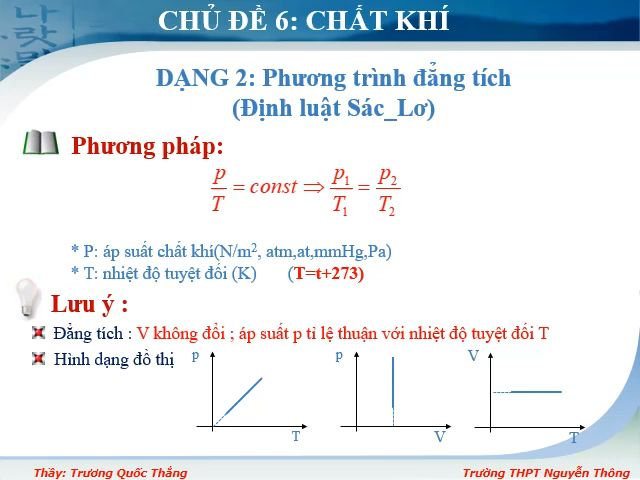 CHỦ ĐỀ 6: CHẤT KHÍ
DẠNG 2: Phương trình đẳng tích
(Định luật Sác_Lơ)
Phương pháp:
p/T = const ⇒ p₁/T₁ = p₂/T₂
* P: áp suất chất khí(N/m², atm,at,mmHg,Pa)
* T: nhiệt độ tuyệt đối (K) (T=t+273)
Lưu ý :
Đẳng tích : V không đổi ; áp suất p tỉ lệ thuận với nhiệt độ tuyệt đối T
Hình dạng đồ thị
p T
p V
V T
Thầy: Trương Quốc Thắng
Trường THPT Nguyễn Thông